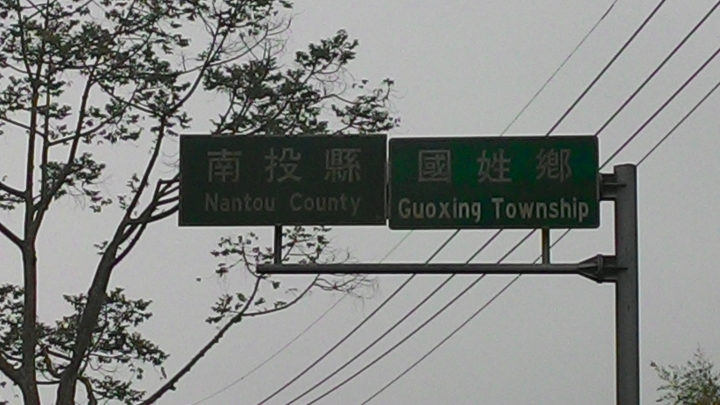 南投縣
Nantou County
國姓鄉
Guoxing Township